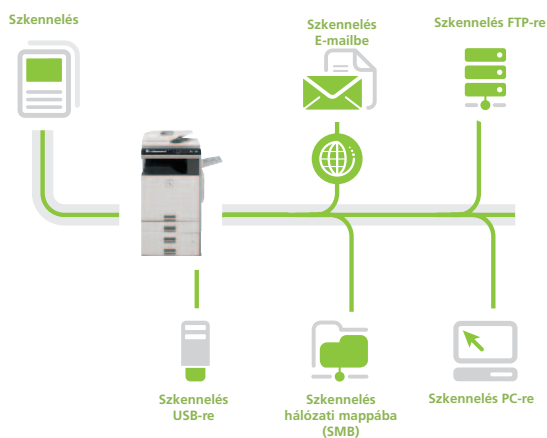 Szkennelés
Szkennelés
E-mailbe
Szkennelés FTP-re
Szkennelés
USB-re
Szkennelés
hálózati mappába
(SMB)
Szkennelés PC-re